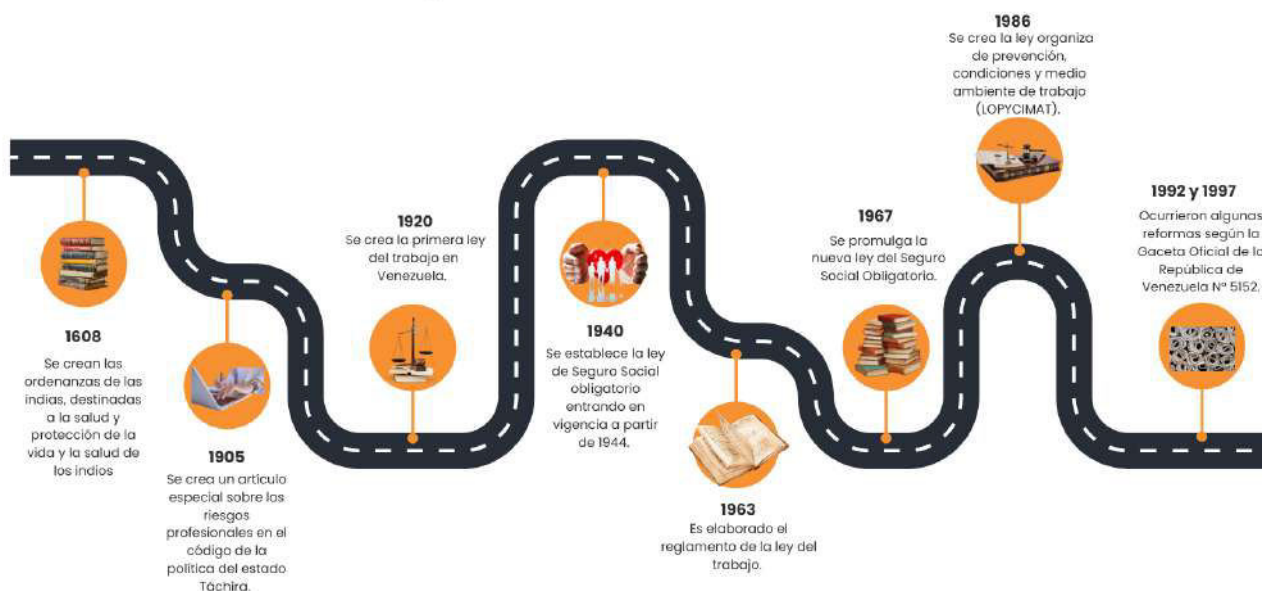 1608
Se crean las
ordenanzas de las
indias, destinadas
a la salud y
protección de la
vida y la salud de
los indios
1905
Se crea un artículo
especial sobre los
riesgos
profesionales en el
código de la
política del estado
Táchira.
1920
Se crea la primera ley
del trabajo en
Venezuela.
1940
Se establece la ley
de Seguro Social
obligatorio
entrando en
vigencia a partir
de 1944.
1963
Es elaborado el
reglamento de la ley del
trabajo.
1967
Se promulga la
nueva ley del Seguro
Social Obligatorio.
1986
Se crea la ley organiza
de prevención,
condiciones y medio
ambiente de trabajo
(LOPYCIMAT).
1992 y 1997
Ocurrieron algunas
reformas según la
Gaceta Oficial de la
República de
Venezuela Nº 5152.